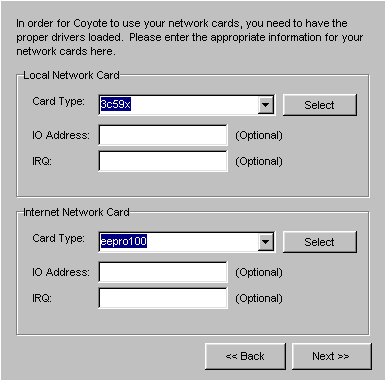 In order for Coyote to use your network cards, you need to have the
proper drivers loaded. Please enter the appropriate information for your
network cards here.
Local Network Card
Card Type: 3c59x Select
IO Address: (Optional)
IRQ: (Optional)
Internet Network Card
Card Type: eepro100 Select
IO Address: (Optional)
IRQ: (Optional)
<< Back Next >>